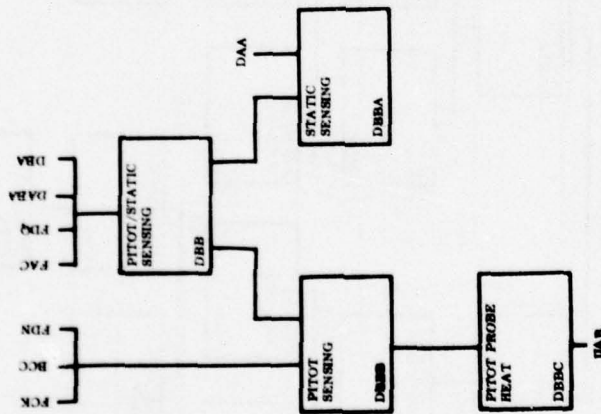 DBA
DABA
FDQ
FAC
FDN
BCC
FCK
PITOT/STATIC
SENSING
DBB
DAA
STATIC
SENSING
DBBA
PITOT
SENSING
DBBB
PITOT PROBE
HEAT
DBBC